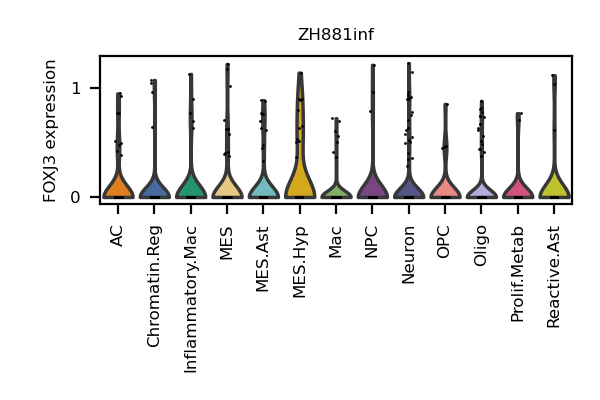 ZH881inf
FOXJ3 expression
1
0
AC
Chromatin.Reg
Inflammatory.Mac
MES
MES.Ast
MES.Hyp
Mac
NPC
Neuron
OPC
Oligo
Prolif.Metab
Reactive.Ast